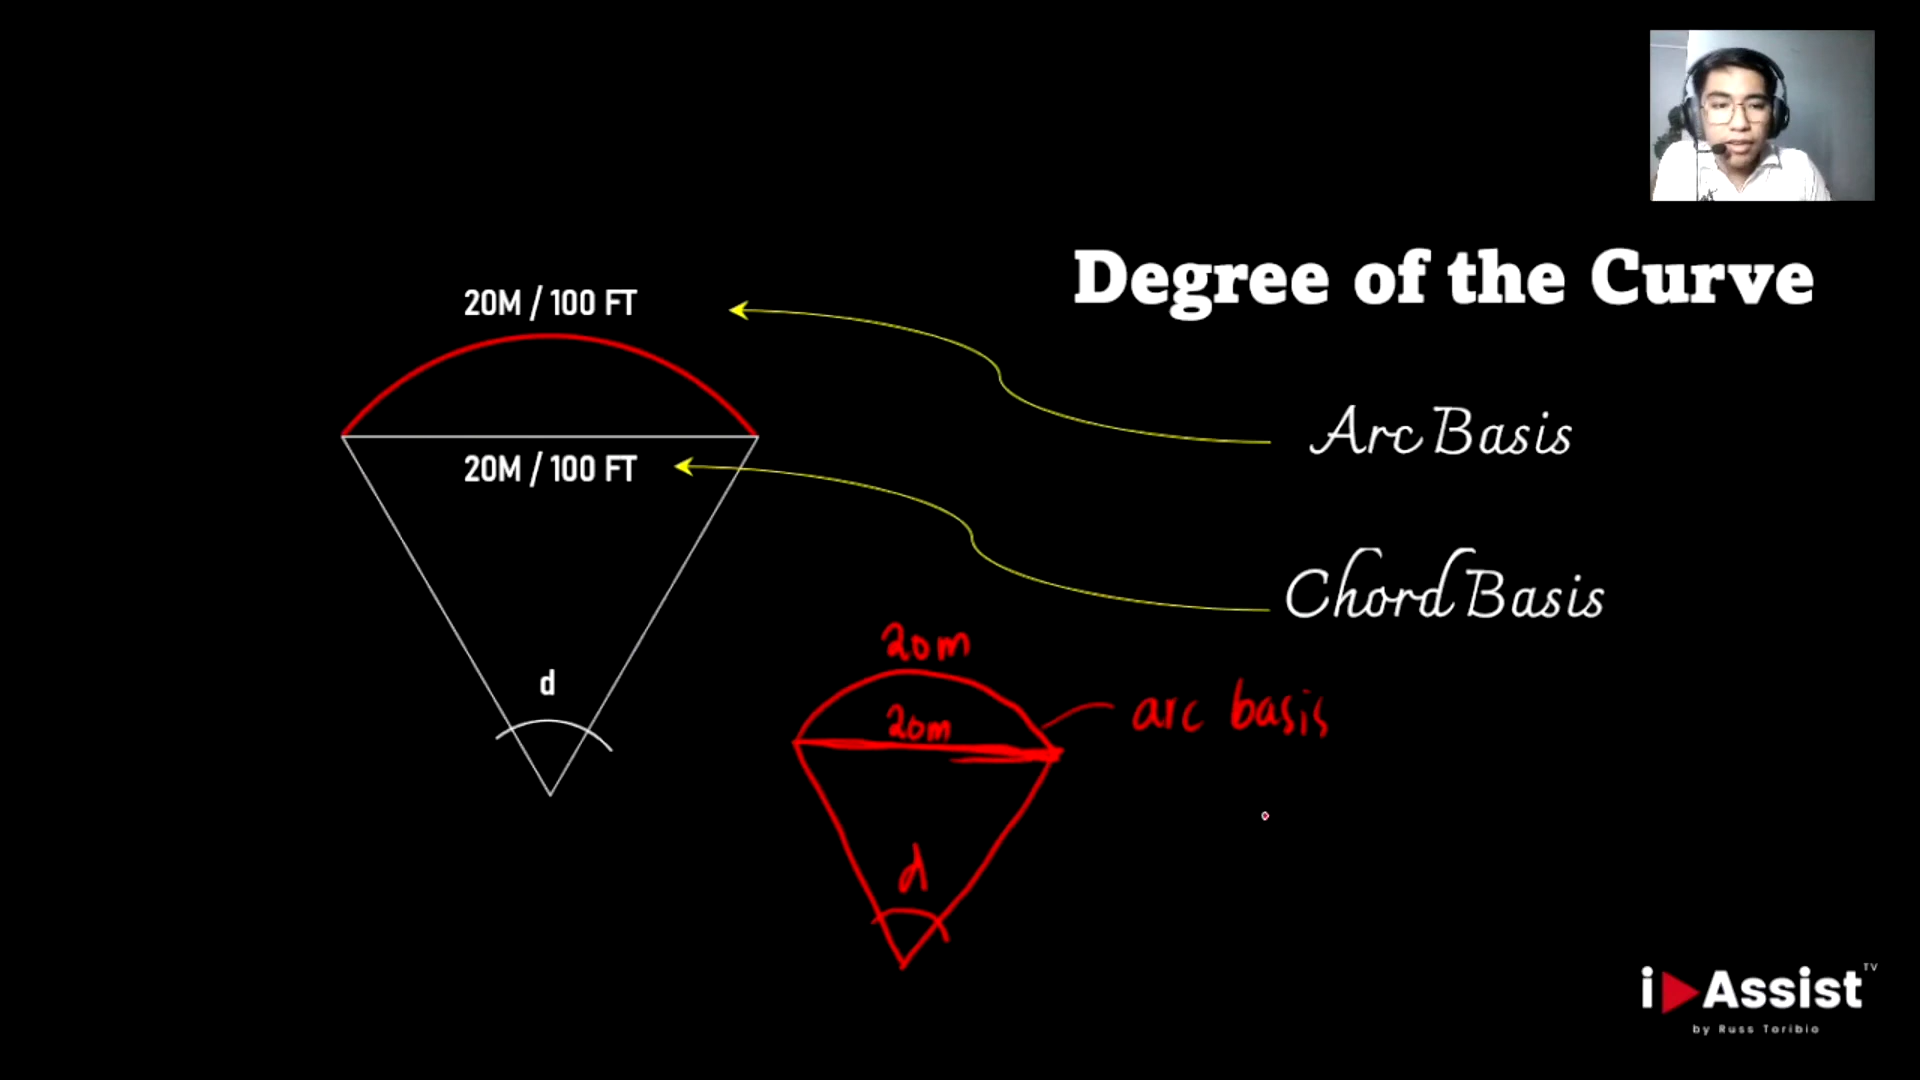 Degree of the Curve
20M / 100 FT
Arc Basis
20M / 100 FT
Chord Basis
d
20m
20m
arc basis
d
i Assist TV
by Russ Toribio